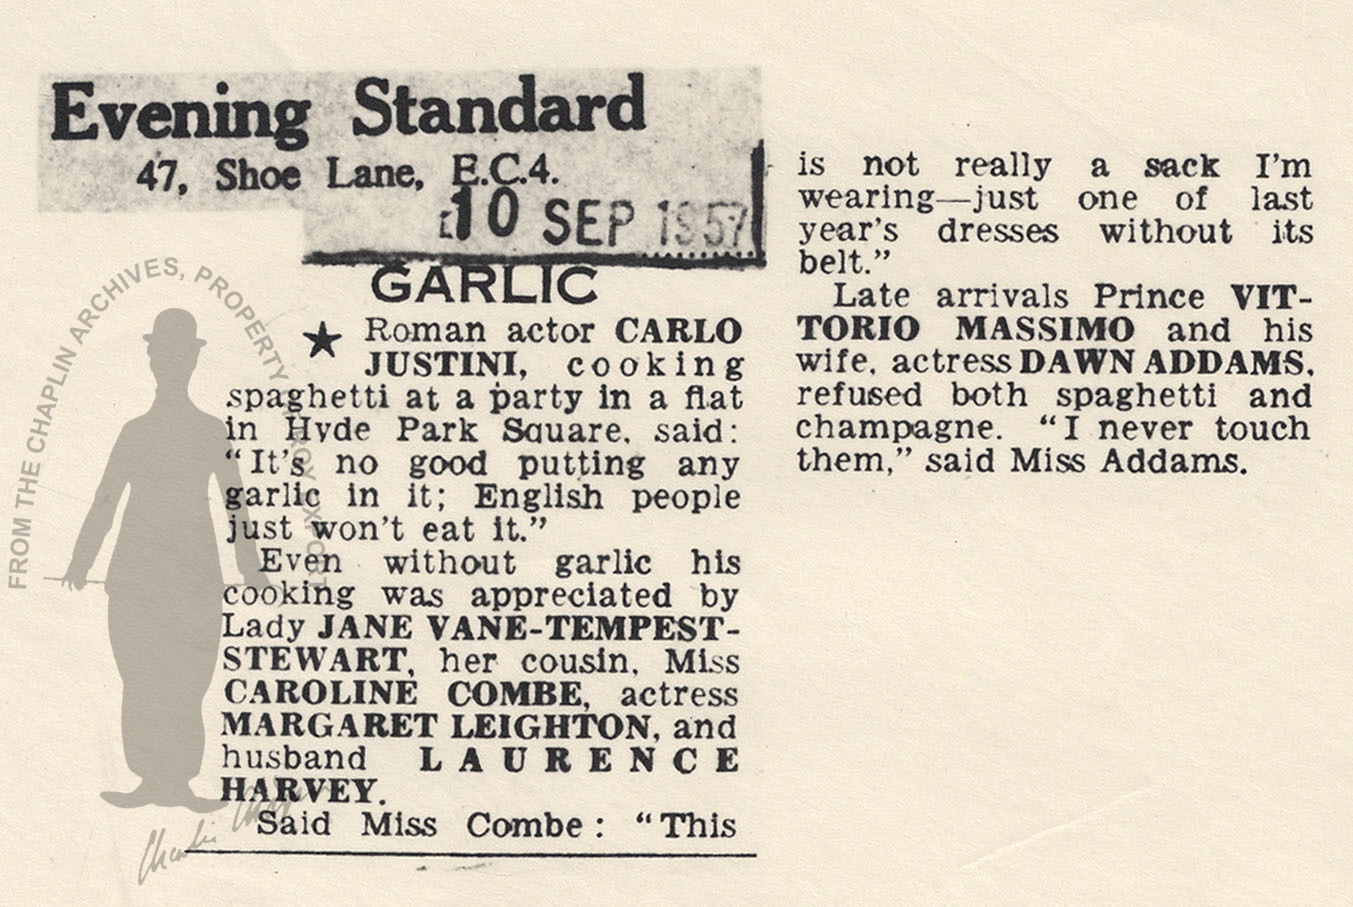 Evening Standard
47, Shoe Lane, E.C.4.
10 SEP 1957
GARLIC
★ Roman actor CARLO
JUSTINI, cooking
spaghetti at a party in a flat
in Hyde Park Square, said:
“It's no good putting any
garlic in it; English people
just won't eat it.”
Even without garlic his
cooking was appreciated by
Lady JANE VANE-TEMPEST-
STEWART, her cousin, Miss
CAROLINE COMBE, actress
MARGARET LEIGHTON, and
husband LAURENCE
HARVEY.
Said Miss Combe: “This
is not really a sack I'm
wearing—just one of last
year's dresses without its
belt.”
Late arrivals Prince VIT-
TORIO MASSIMO and his
wife, actress DAWN ADDAMS,
refused both spaghetti and
champagne. “I never touch
them,” said Miss Addams.
FROM THE CHAPLIN ARCHIVES, PROPERTY
Charlie Chaplin